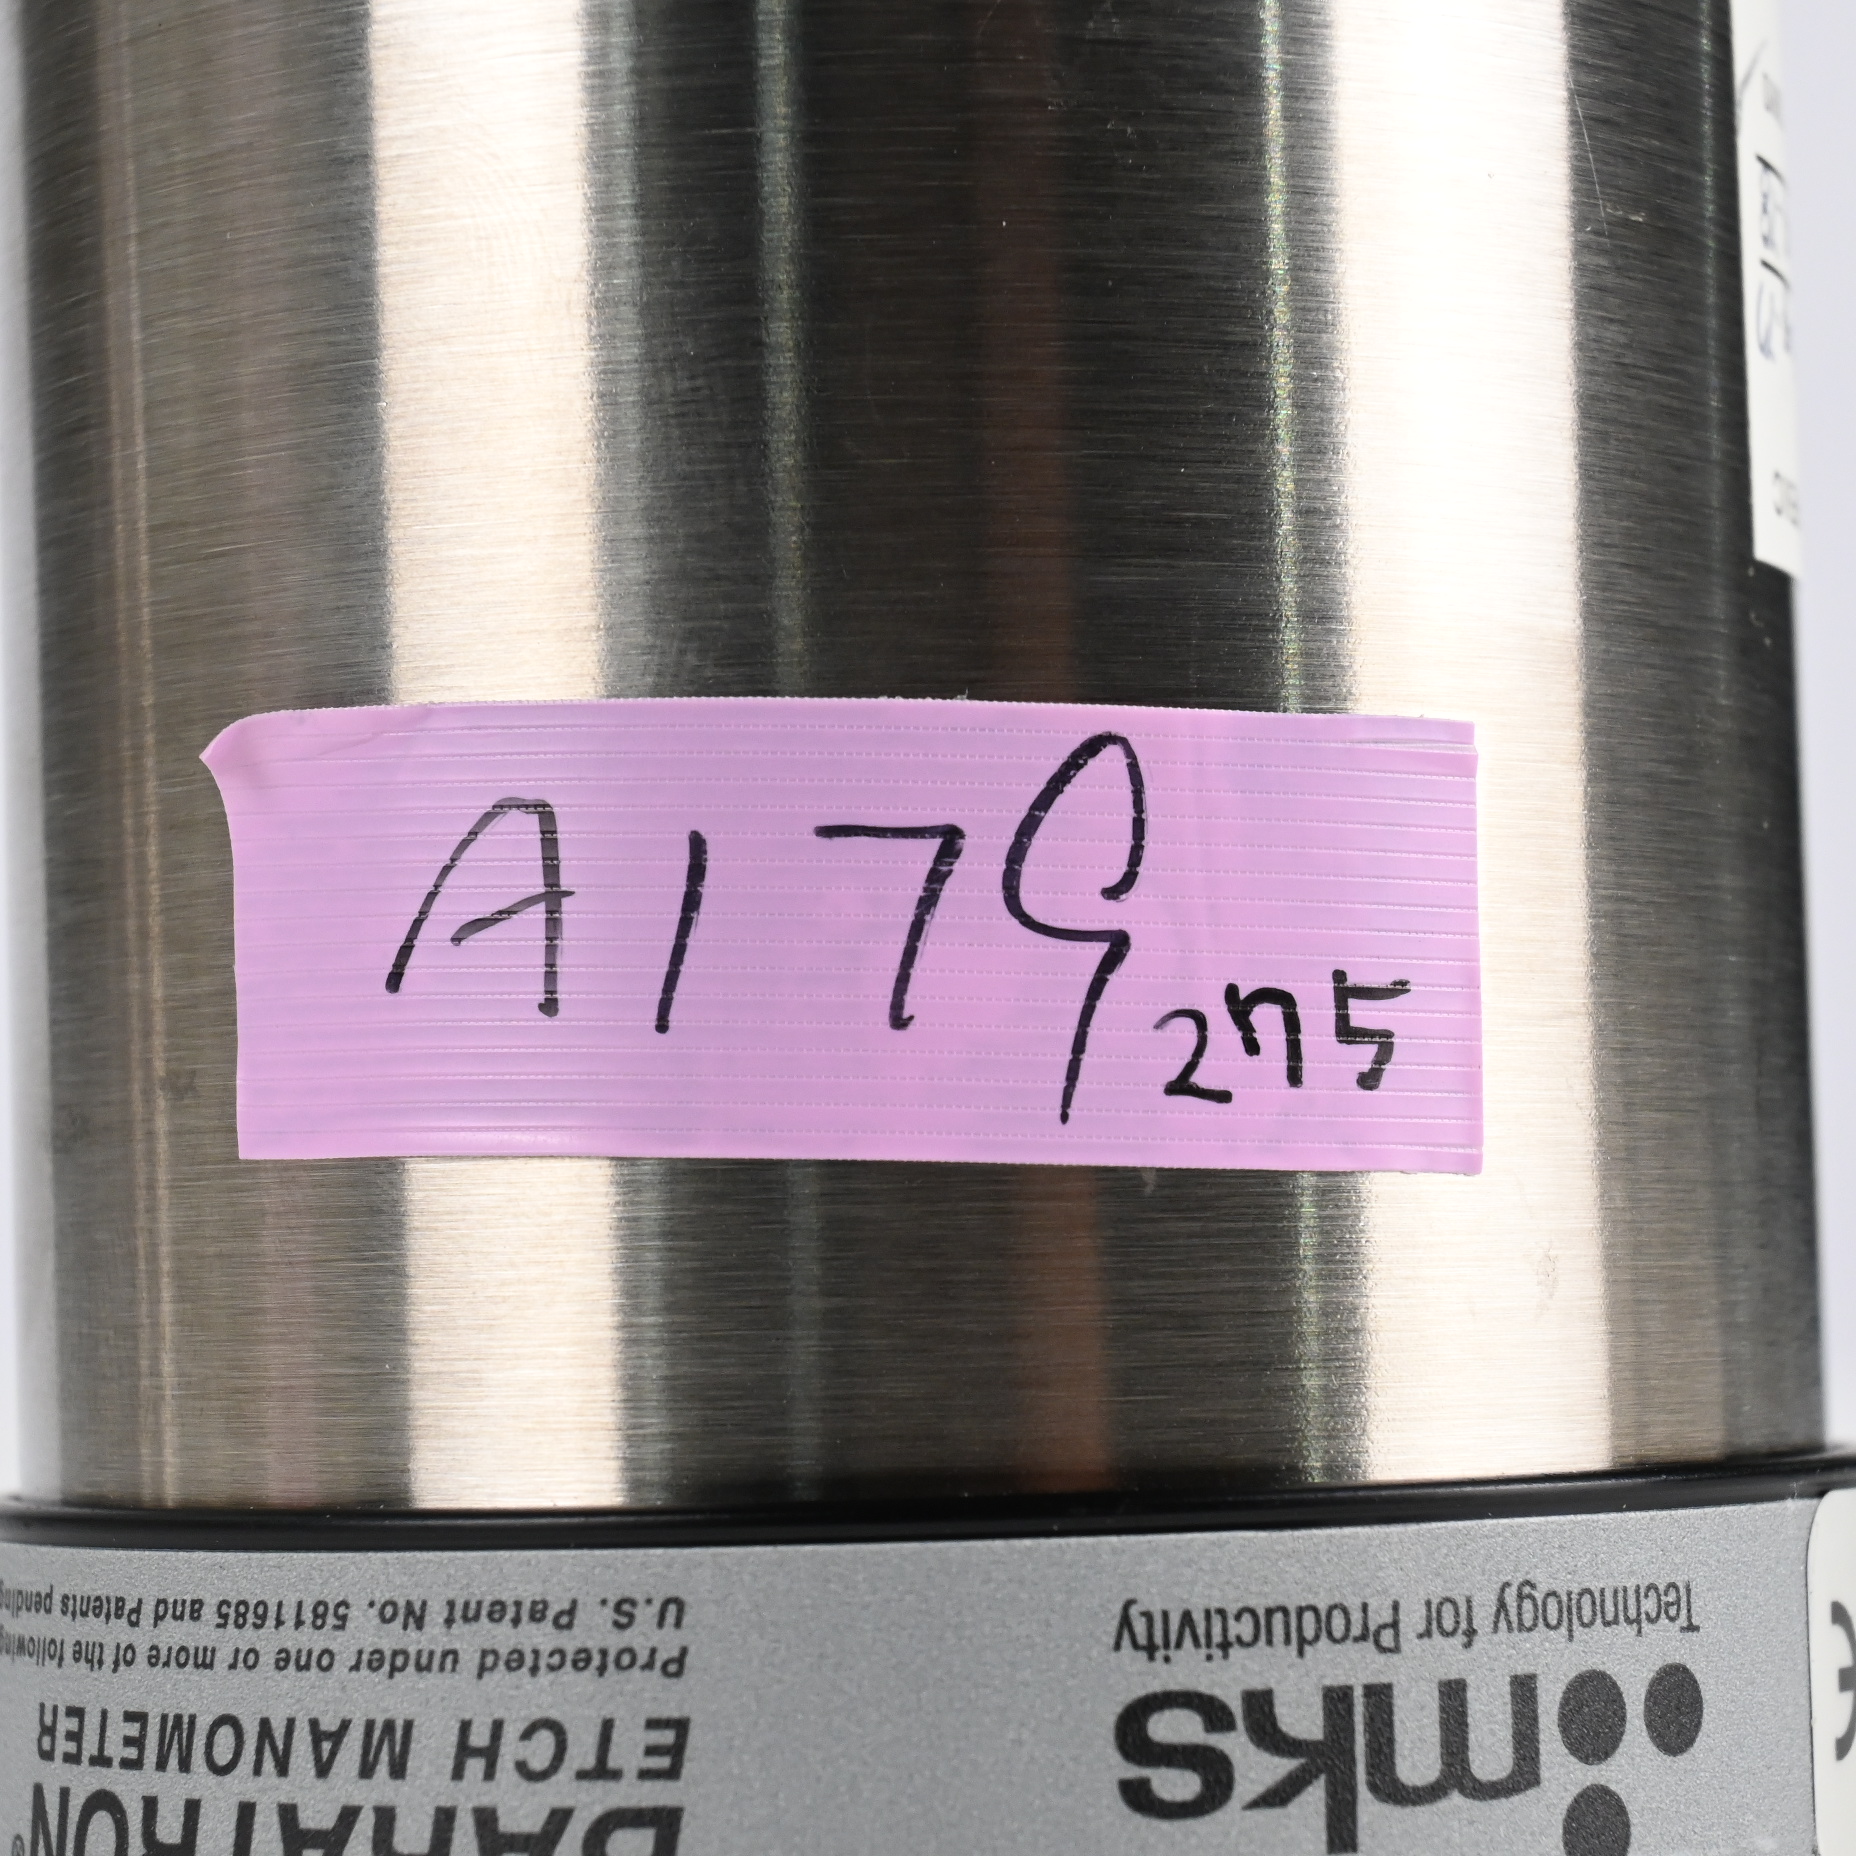 A179
275
U.S. Patent No. 5811685 and Patents pending
Protected under one or more of the following
ETCH MANOMETER
BARATRON®
Technology for Productivity
mks